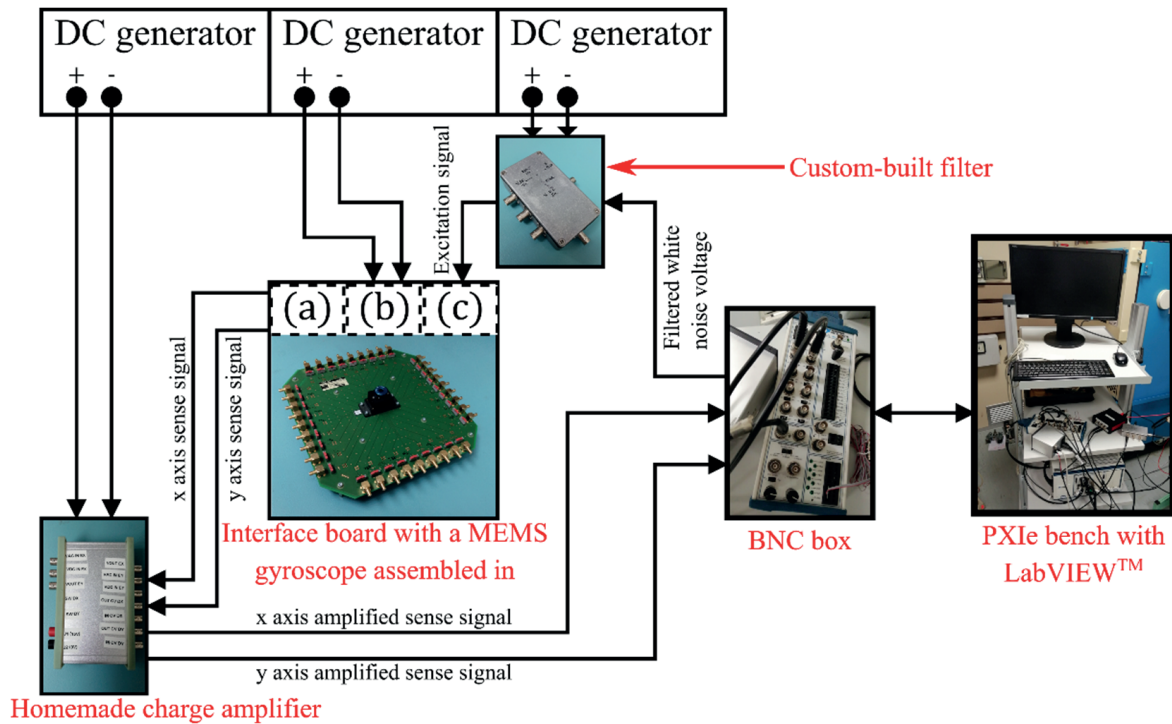 DC generator
DC generator
DC generator
+
-
+
-
+
-
Custom-built filter
Excitation signal
Filtered white
noise voltage
(a)
(b)
(c)
x axis sense signal
y axis sense signal
Interface board with a MEMS
gyroscope assembled in
BNC box
PXIe bench with
LabVIEW™
x axis amplified sense signal
y axis amplified sense signal
Homemade charge amplifier